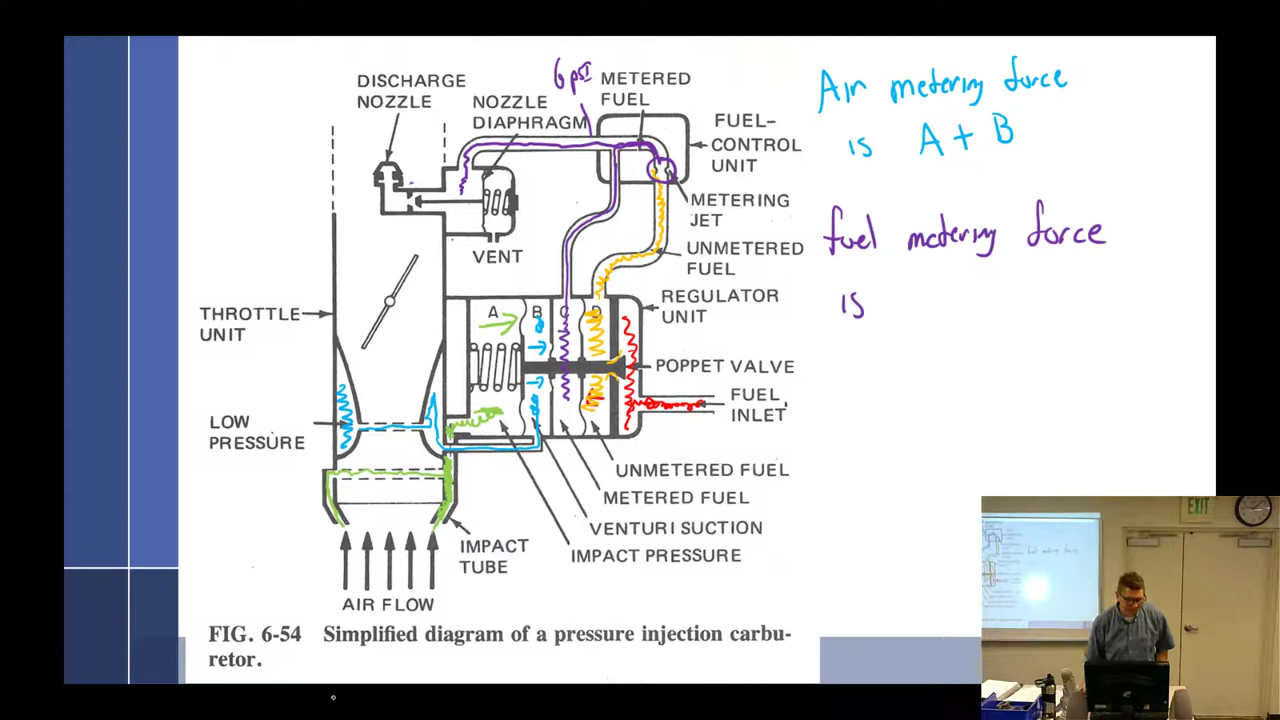 DISCHARGE
NOZZLE
NOZZLE
DIAPHRAGM
6 psi
METERED
FUEL
FUEL-
CONTROL
UNIT
METERING
JET
UNMETERED
FUEL
VENT
REGULATOR
UNIT
THROTTLE
UNIT
A
B
C
D
POPPET VALVE
FUEL
INLET
LOW
PRESSURE
UNMETERED FUEL
METERED FUEL
VENTURI SUCTION
IMPACT PRESSURE
IMPACT
TUBE
AIR FLOW
FIG. 6-54 Simplified diagram of a pressure injection carbu-
retor.
Air metering force
is A + B
fuel metering force
is
EXIT